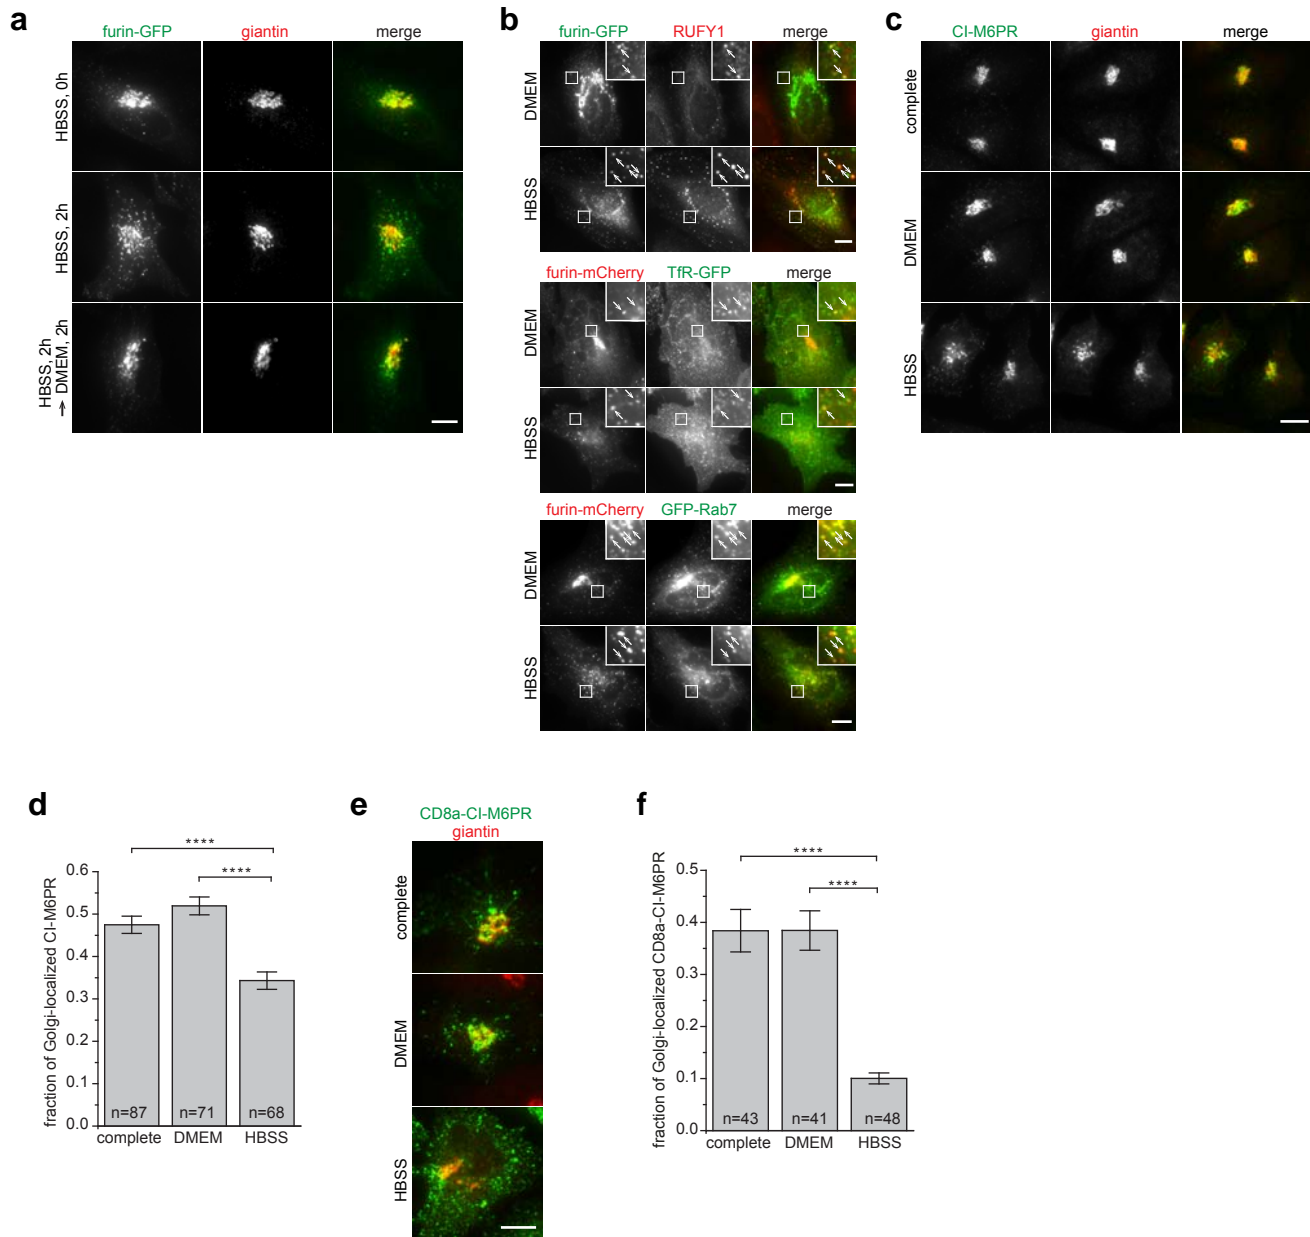 a
furin-GFP giantin merge
HBSS, 0h
HBSS, 2h
HBSS, 2h
→ DMEM, 2h
b
furin-GFP RUFY1 merge
DMEM
HBSS
furin-mCherry TfR-GFP merge
DMEM
HBSS
furin-mCherry GFP-Rab7 merge
DMEM
HBSS
c
CI-M6PR giantin merge
complete
DMEM
HBSS
d
fraction of Golgi-localized CI-M6PR
****
****
0.6
0.5
0.4
0.3
0.2
0.1
0.0
n=87 n=71 n=68
complete DMEM HBSS
e
CD8a-CI-M6PR
giantin
complete
DMEM
HBSS
f
fraction of Golgi-localized CD8a-CI-M6PR
****
****
0.5
0.4
0.3
0.2
0.1
0.0
n=43 n=41 n=48
complete DMEM HBSS